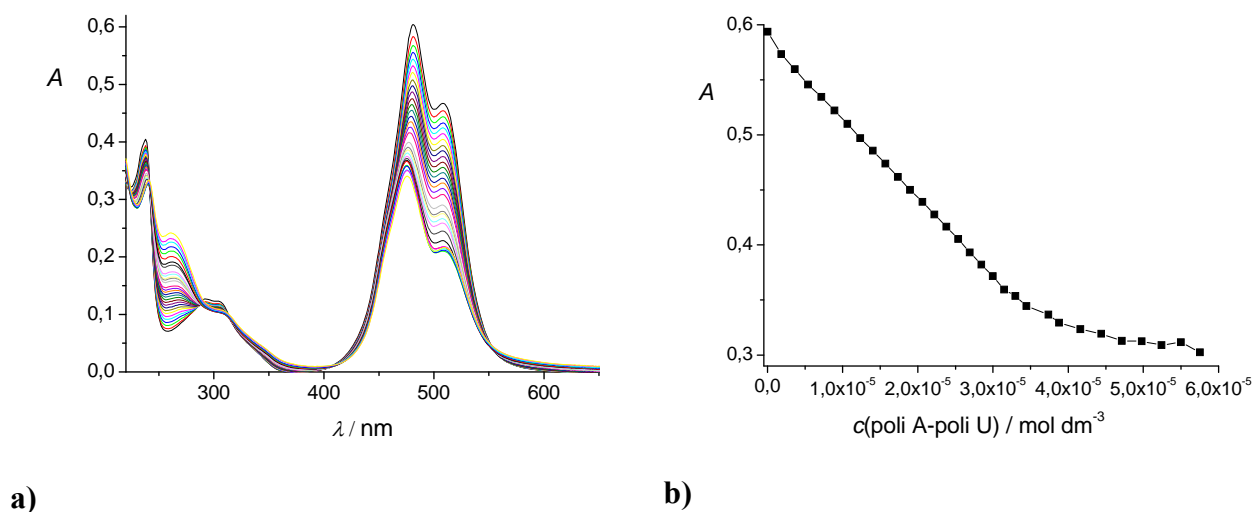 0,6
0,5
0,4
0,3
0,2
0,1
0,0
A
300
400
500
600
λ / nm
a)
0,6
0,5
0,4
0,3
A
0,0
1,0x10⁻⁵
2,0x10⁻⁵
3,0x10⁻⁵
4,0x10⁻⁵
5,0x10⁻⁵
6,0x10⁻⁵
c(poli A-poli U) / mol dm⁻³
b)